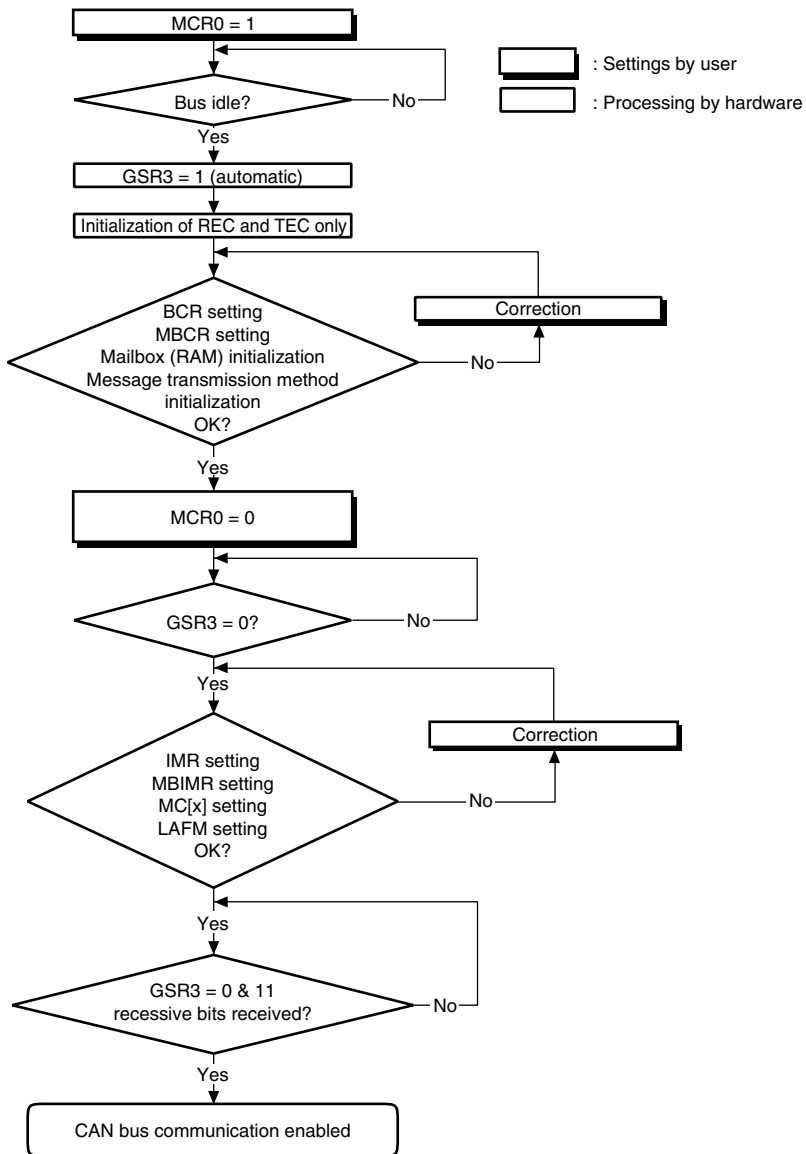 MCR0 = 1
: Settings by user
Bus idle?
No
: Processing by hardware
Yes
GSR3 = 1 (automatic)
Initialization of REC and TEC only
BCR setting
MBCR setting
Mailbox (RAM) initialization
Message transmission method
initialization
OK?
Correction
No
Yes
MCR0 = 0
GSR3 = 0?
No
Yes
IMR setting
MBIMR setting
MC[x] setting
LAFM setting
OK?
Correction
No
Yes
GSR3 = 0 & 11
recessive bits received?
No
Yes
CAN bus communication enabled